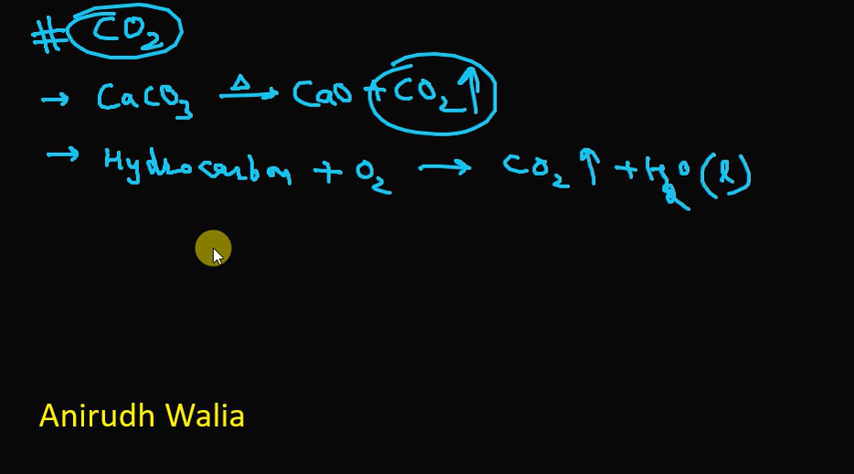 # CO₂
→ CaCO₃ —Δ→ CaO + CO₂ ↑
→ Hydrocarbon + O₂ → CO₂ ↑ + H₂O (l)
Anirudh Walia